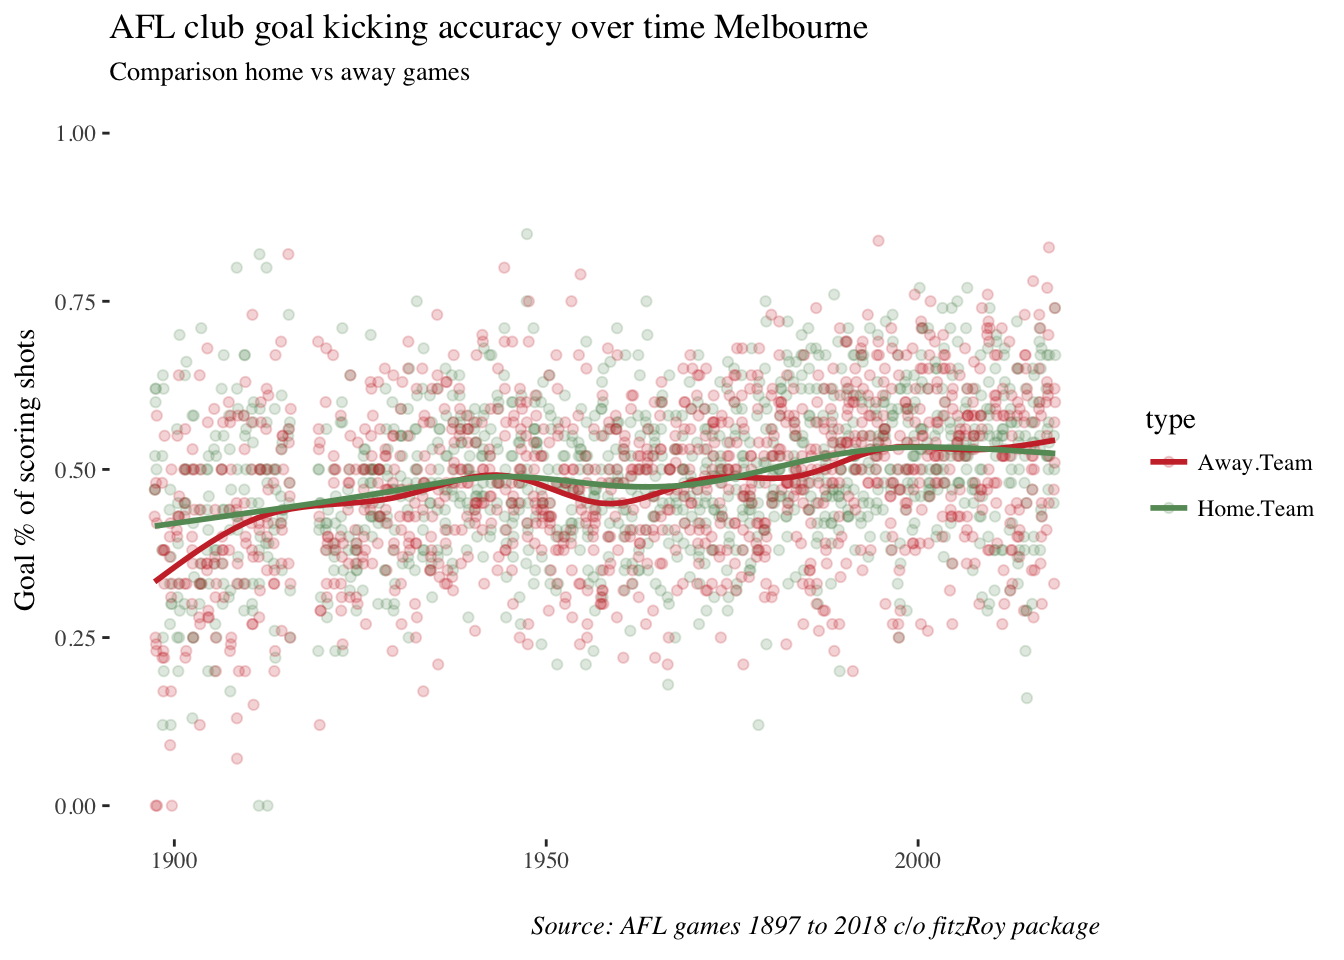 AFL club goal kicking accuracy over time Melbourne
Comparison home vs away games
Goal % of scoring shots
1.00
0.75
0.50
0.25
0.00
1900
1950
2000
type
Away.Team
Home.Team
Source: AFL games 1897 to 2018 c/o fitzRoy package